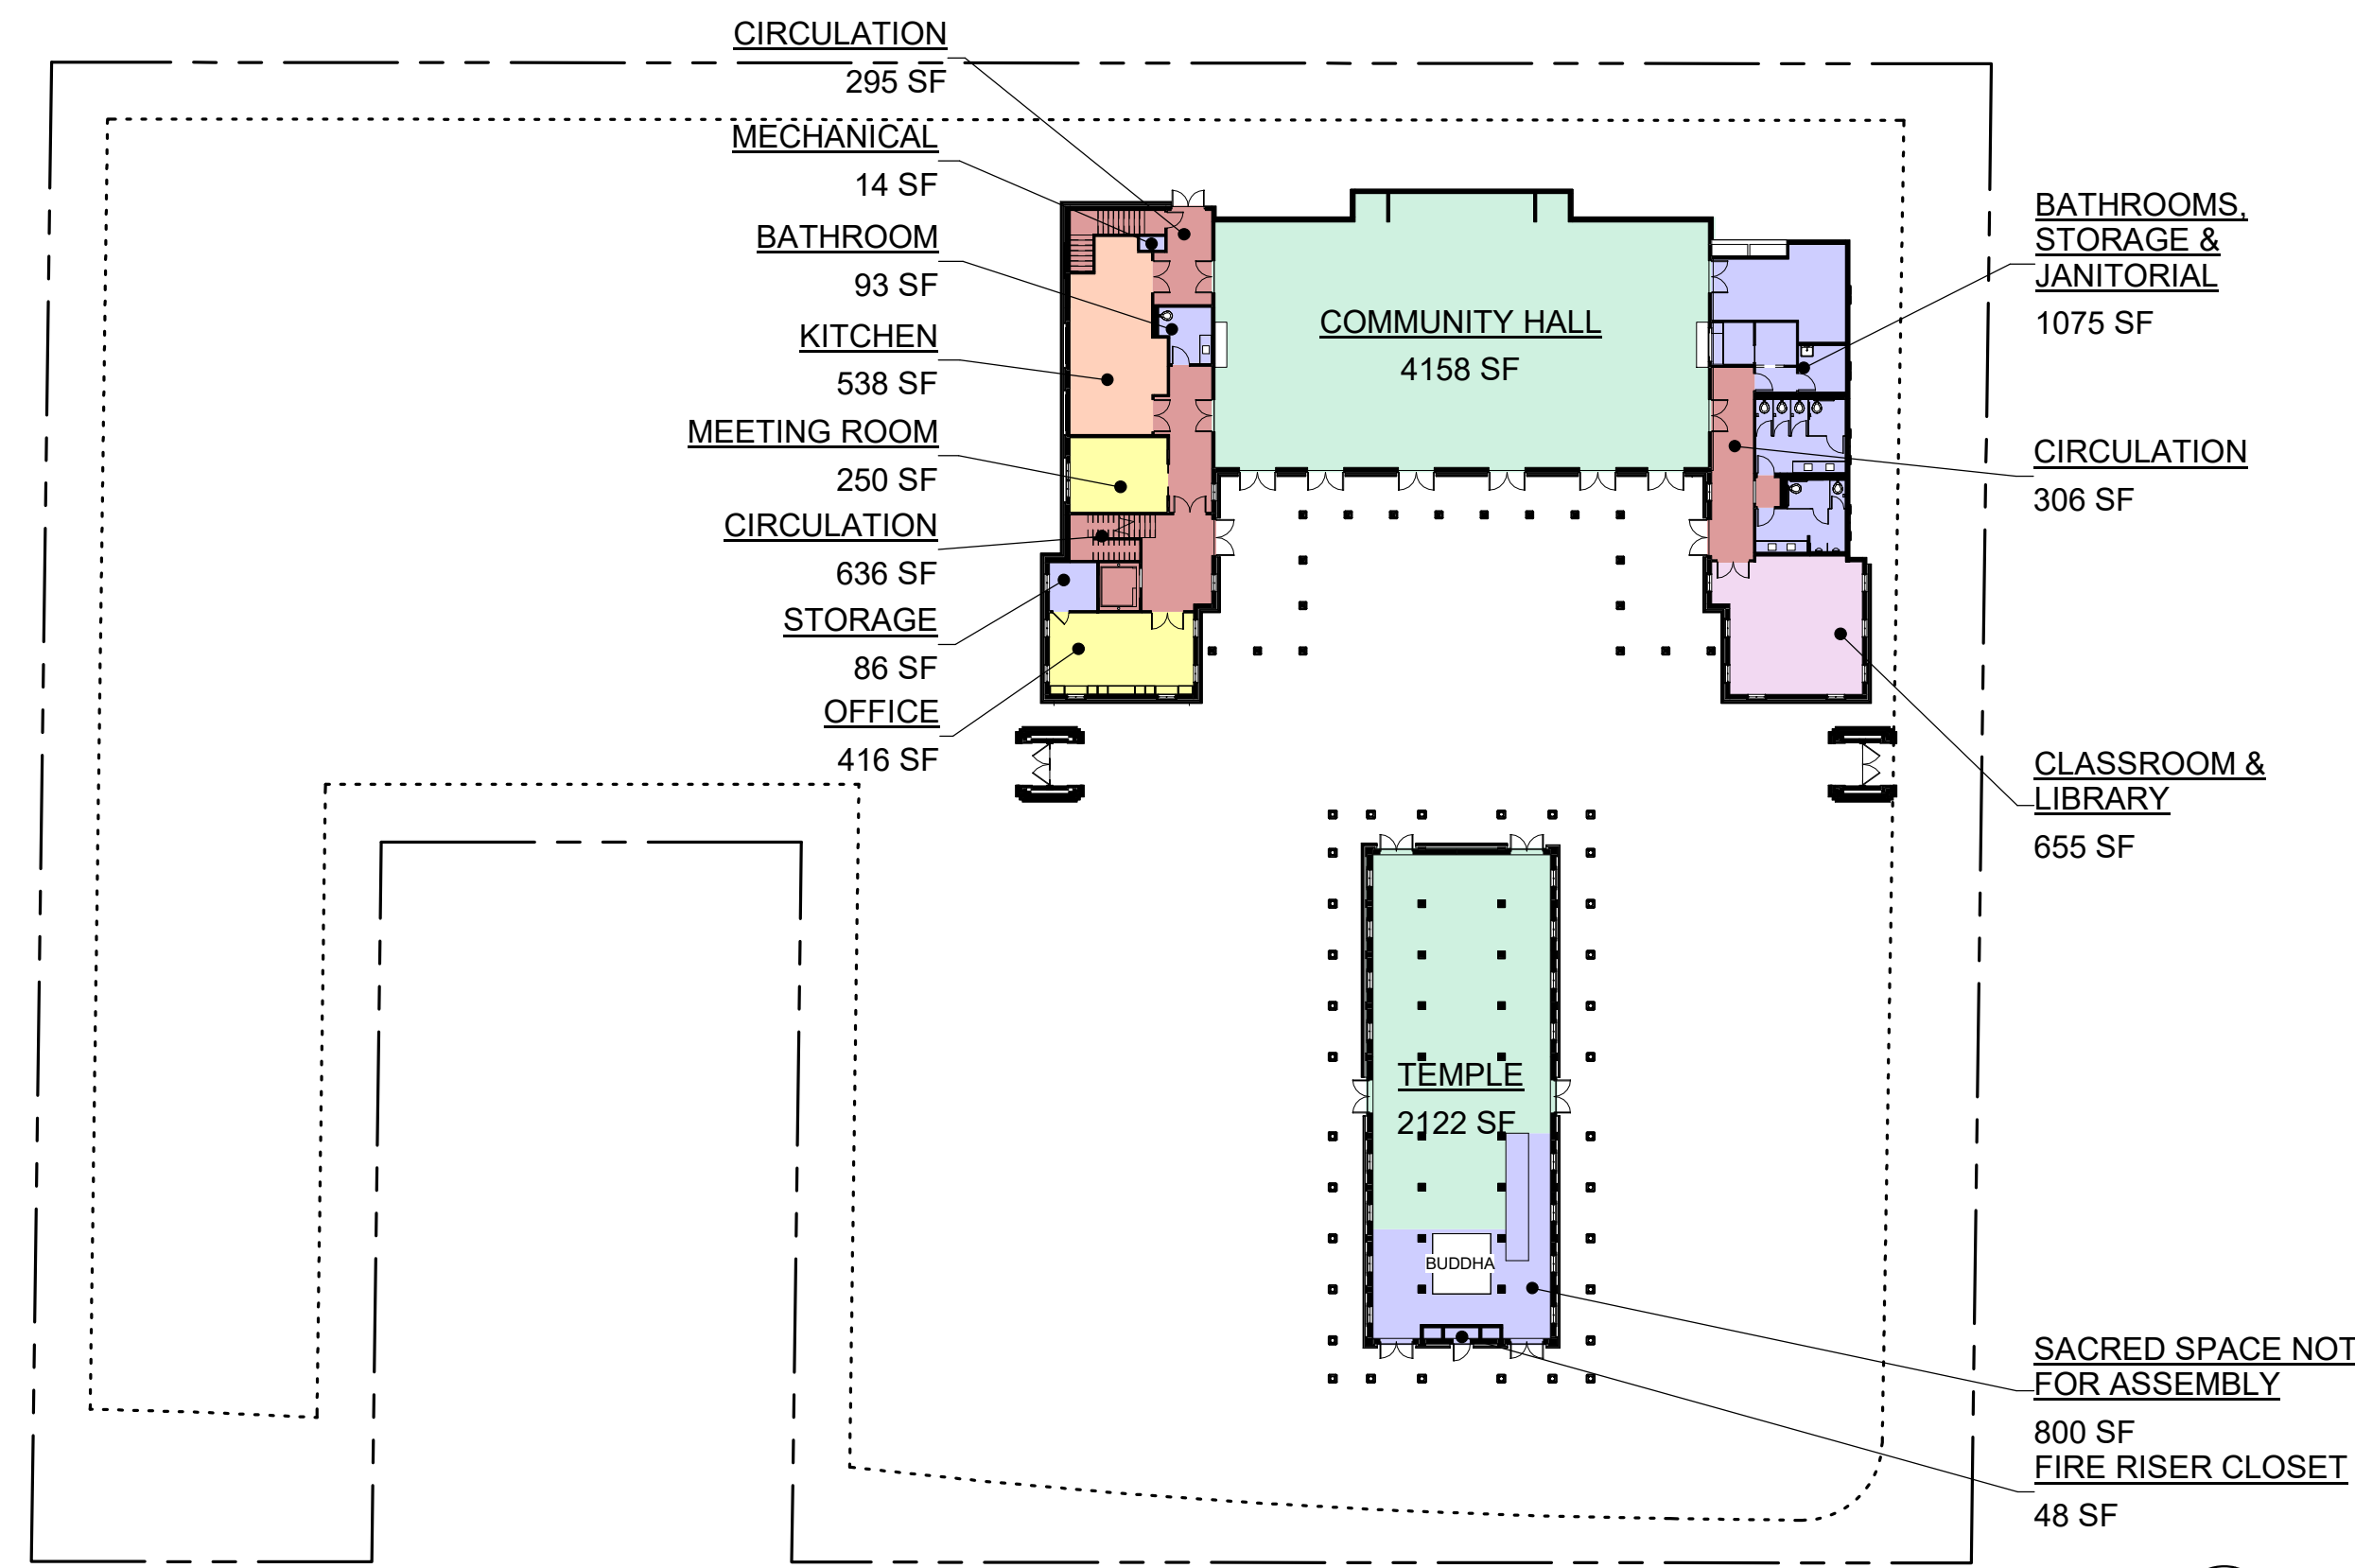 CIRCULATION
295 SF
MECHANICAL
14 SF
BATHROOM
93 SF
KITCHEN
538 SF
MEETING ROOM
250 SF
CIRCULATION
636 SF
STORAGE
86 SF
OFFICE
416 SF
COMMUNITY HALL
4158 SF
BATHROOMS,
STORAGE &
JANITORIAL
1075 SF
CIRCULATION
306 SF
CLASSROOM &
LIBRARY
655 SF
TEMPLE
2122 SF
BUDDHA
SACRED SPACE NOT
FOR ASSEMBLY
800 SF
FIRE RISER CLOSET
48 SF